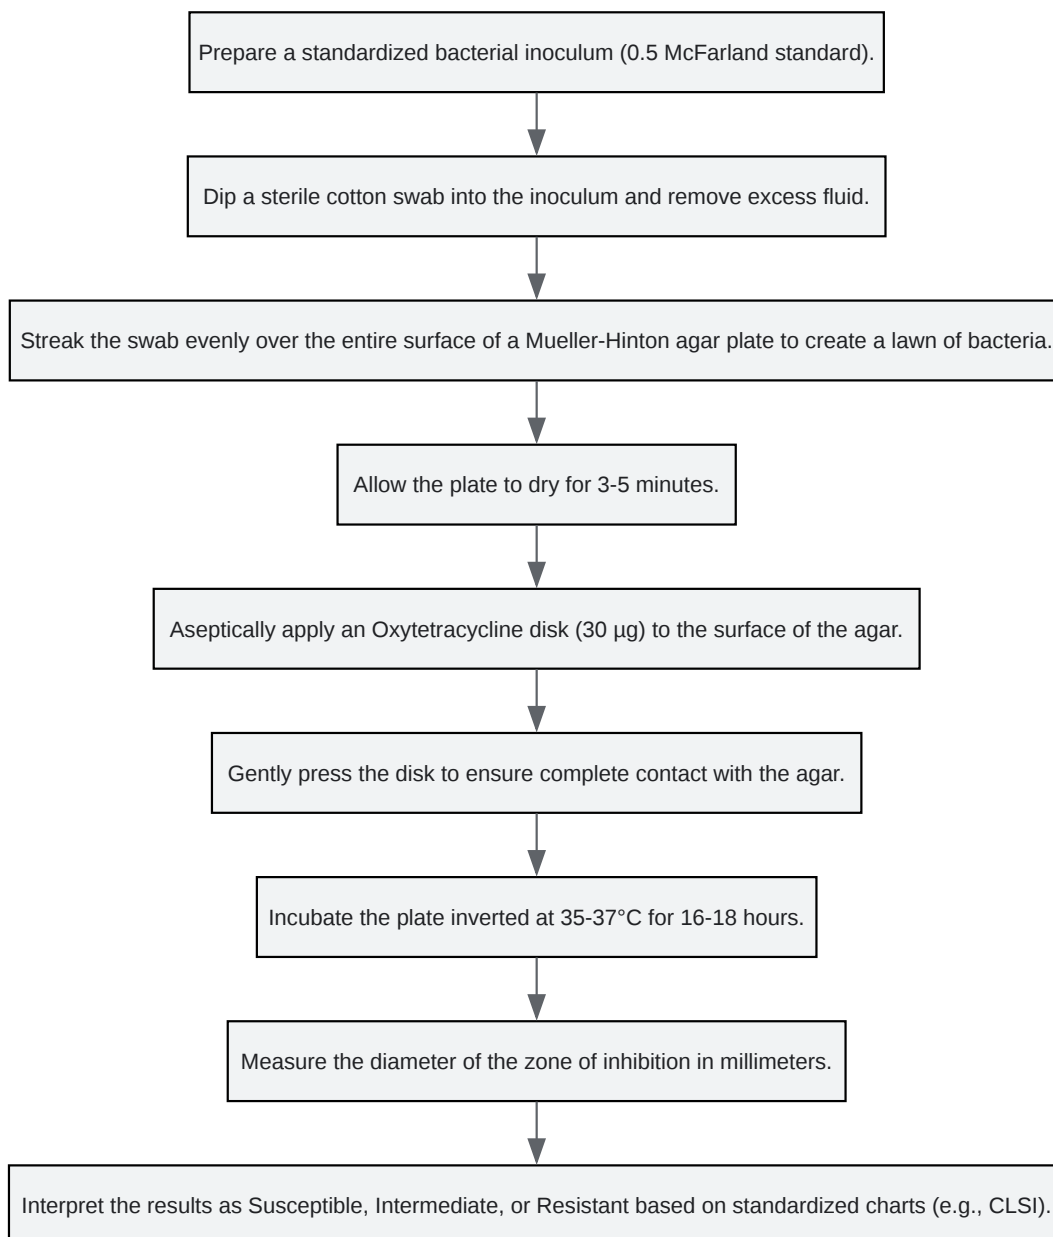 Prepare a standardized bacterial inoculum (0.5 McFarland standard).
Dip a sterile cotton swab into the inoculum and remove excess fluid.
Streak the swab evenly over the entire surface of a Mueller-Hinton agar plate to create a lawn of bacteria.
Allow the plate to dry for 3-5 minutes.
Aseptically apply an Oxytetracycline disk (30 µg) to the surface of the agar.
Gently press the disk to ensure complete contact with the agar.
Incubate the plate inverted at 35-37°C for 16-18 hours.
Measure the diameter of the zone of inhibition in millimeters.
Interpret the results as Susceptible, Intermediate, or Resistant based on standardized charts (e.g., CLSI).